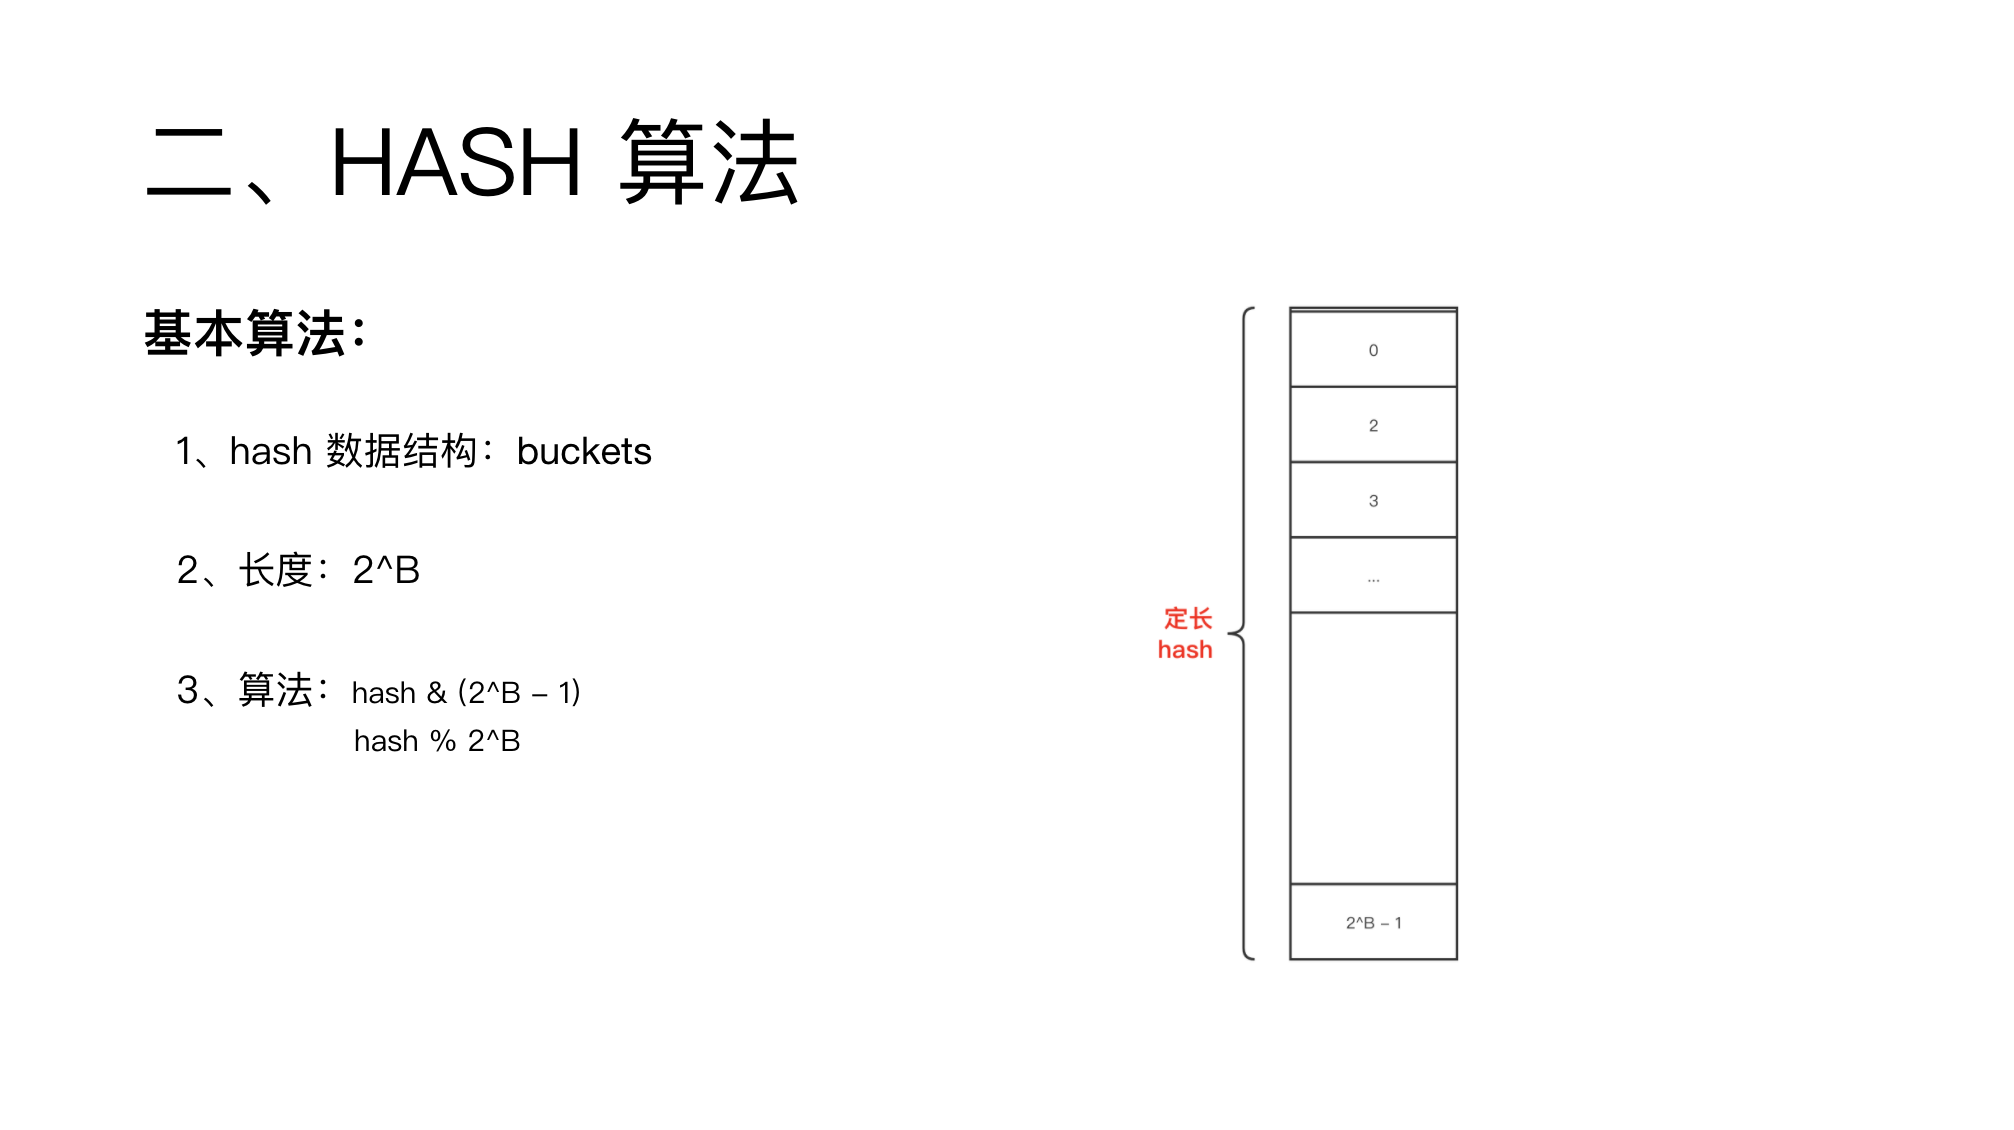 二、HASH 算法
基本算法：
1、hash 数据结构：buckets
2、长度：2^B
3、算法：hash & (2^B – 1)
hash % 2^B
定长
hash
0
2
3
...
2^B – 1